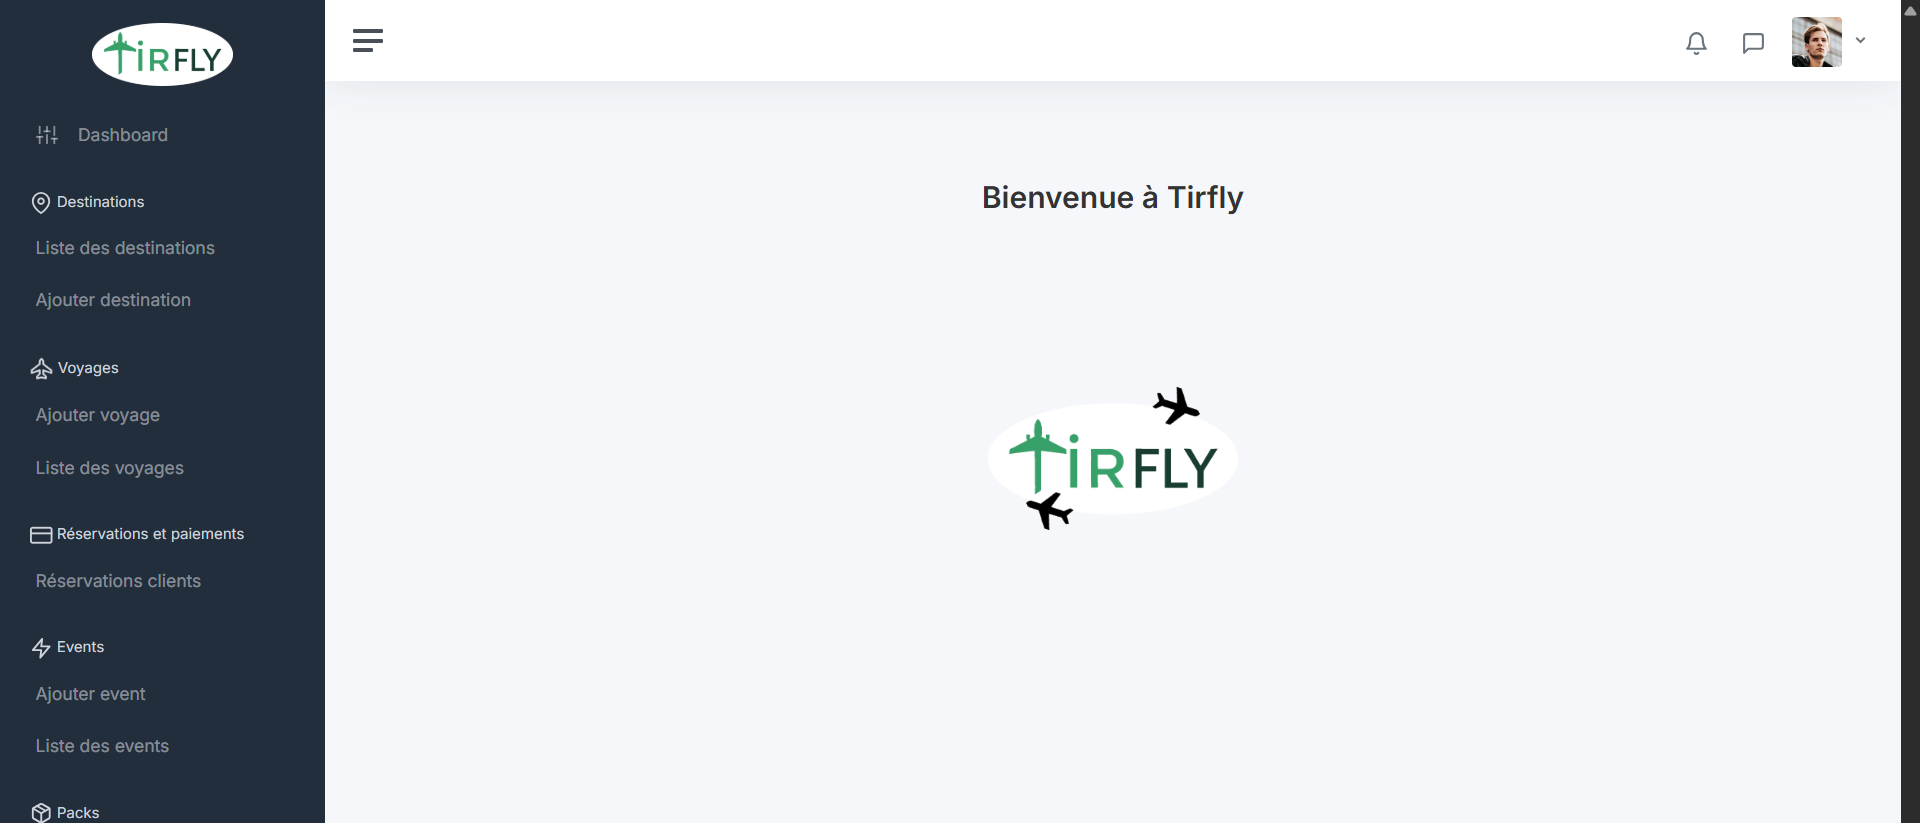 TiRFLY
Dashboard
Destinations
Liste des destinations
Ajouter destination
Voyages
Ajouter voyage
Liste des voyages
Réservations et paiements
Réservations clients
Events
Ajouter event
Liste des events
Packs
Bienvenue à Tirfly
TiRFLY